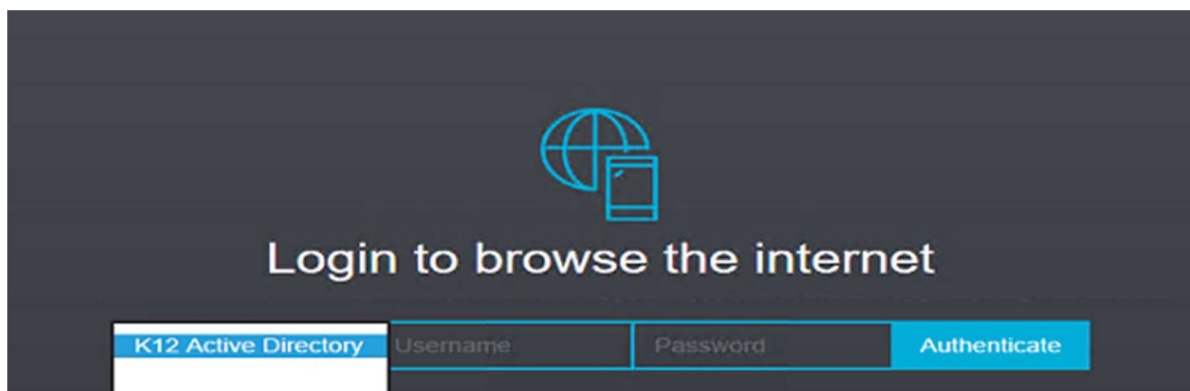 Login to browse the internet
K12 Active Directory Username Password Authenticate